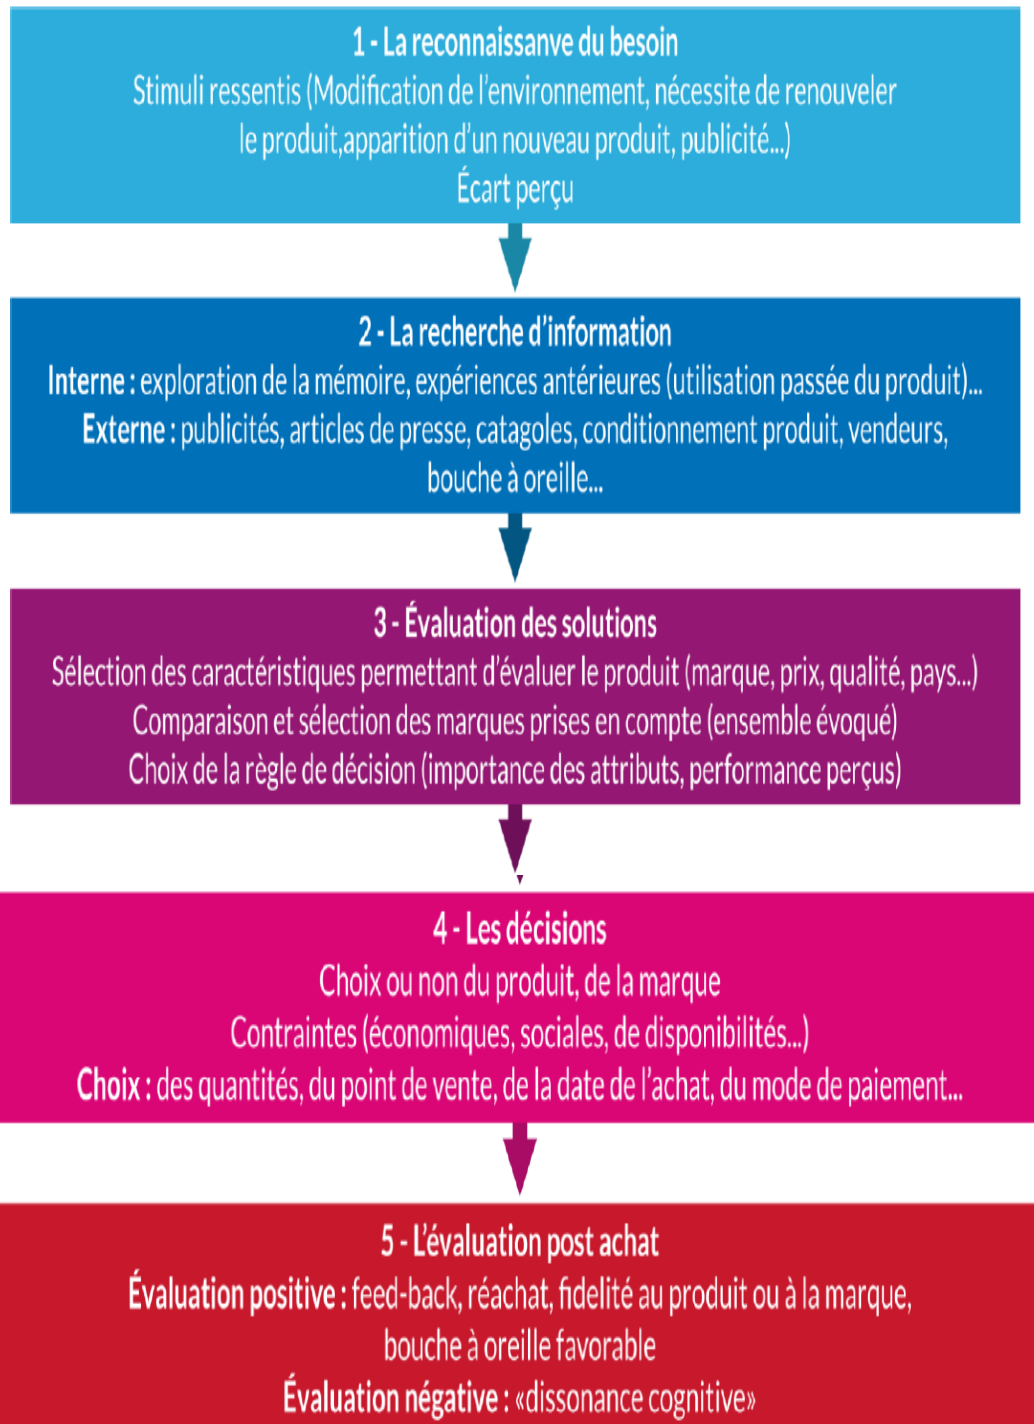 1 - La reconnaissanve du besoin
Stimuli ressentis (Modification de l’environnement, nécessite de renouveler
le produit,apparition d’un nouveau produit, publicité...)
Écart perçu
2 - La recherche d’information
Interne : exploration de la mémoire, expériences antérieures (utilisation passée du produit)...
Externe : publicités, articles de presse, catagoles, conditionnement produit, vendeurs,
bouche à oreille...
3 - Évaluation des solutions
Sélection des caractéristiques permettant d’évaluer le produit (marque, prix, qualité, pays...)
Comparaison et sélection des marques prises en compte (ensemble évoqué)
Choix de la règle de décision (importance des attributs, performance perçus)
4 - Les décisions
Choix ou non du produit, de la marque
Contraintes (économiques, sociales, de disponibilités...)
Choix : des quantités, du point de vente, de la date de l’achat, du mode de paiement...
5 - L’évaluation post achat
Évaluation positive : feed-back, réachat, fidelité au produit ou à la marque,
bouche à oreille favorable
Évaluation négative : «dissonance cognitive»